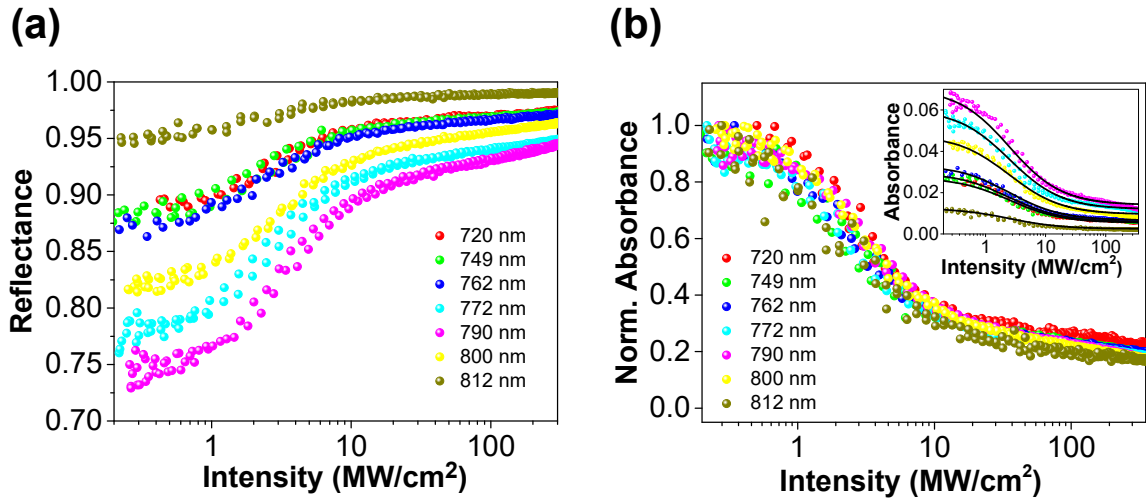 (a)
(b)
1.00
0.95
0.90
0.85
0.80
0.75
0.70
Reflectance
720 nm
749 nm
762 nm
772 nm
790 nm
800 nm
812 nm
1
10
100
Intensity (MW/cm²)
1.0
0.8
0.6
0.4
0.2
0.0
Norm. Absorbance
720 nm
749 nm
762 nm
772 nm
790 nm
800 nm
812 nm
1
10
100
Intensity (MW/cm²)
0.06
0.04
0.02
0.00
Absorbance
1
10
100
Intensity (MW/cm²)